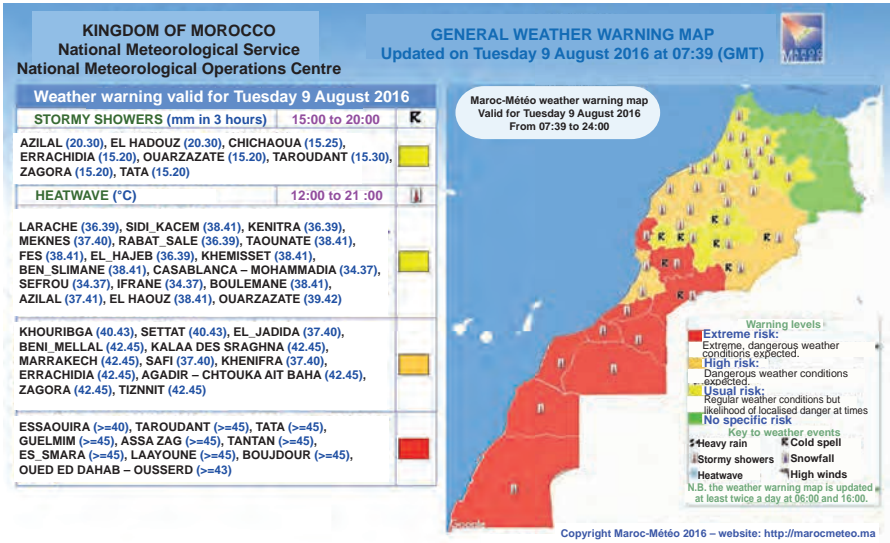 KINGDOM OF MOROCCO
National Meteorological Service
National Meteorological Operations Centre
GENERAL WEATHER WARNING MAP
Updated on Tuesday 9 August 2016 at 07:39 (GMT)
MAROC
METEO
Weather warning valid for Tuesday 9 August 2016
STORMY SHOWERS (mm in 3 hours) 15:00 to 20:00
AZILAL (20.30), EL HADOUZ (20.30), CHICHAOUA (15.25),
ERRACHIDIA (15.20), OUARZAZATE (15.20), TAROUDANT (15.30),
ZAGORA (15.20), TATA (15.20)
HEATWAVE (°C) 12:00 to 21 :00
LARACHE (36.39), SIDI_KACEM (38.41), KENITRA (36.39),
MEKNES (37.40), RABAT_SALE (36.39), TAOUNATE (38.41),
FES (38.41), EL_HAJEB (36.39), KHEMISSET (38.41),
BEN_SLIMANE (38.41), CASABLANCA – MOHAMMADIA (34.37),
SEFROU (34.37), IFRANE (34.37), BOULEMANE (38.41),
AZILAL (37.41), EL HAOUZ (38.41), OUARZAZATE (39.42)
KHOURIBGA (40.43), SETTAT (40.43), EL_JADIDA (37.40),
BENI_MELLAL (42.45), KALAA DES SRAGHNA (42.45),
MARRAKECH (42.45), SAFI (37.40), KHENIFRA (37.40),
ERRACHIDIA (42.45), AGADIR – CHTOUKA AIT BAHA (42.45),
ZAGORA (42.45), TIZNNIT (42.45)
ESSAOUIRA (>=40), TAROUDANT (>=45), TATA (>=45),
GUELMIM (>=45), ASSA ZAG (>=45), TANTAN (>=45),
ES_SMARA (>=45), LAAYOUNE (>=45), BOUJDOUR (>=45),
OUED ED DAHAB – OUSSERD (>=43)
Maroc-Météo weather warning map
Valid for Tuesday 9 August 2016
From 07:39 to 24:00
Warning levels
Extreme risk:
Extreme, dangerous weather
conditions expected.
High risk:
Dangerous weather conditions
expected.
Usual risk:
Regular weather conditions but
likelihood of localised danger at times
No specific risk
Key to weather events
Heavy rain Cold spell
Stormy showers Snowfall
Heatwave High winds
N.B. the weather warning map is updated
at least twice a day at 06:00 and 16:00.
Google
Copyright Maroc-Météo 2016 – website: http://marocmeteo.ma